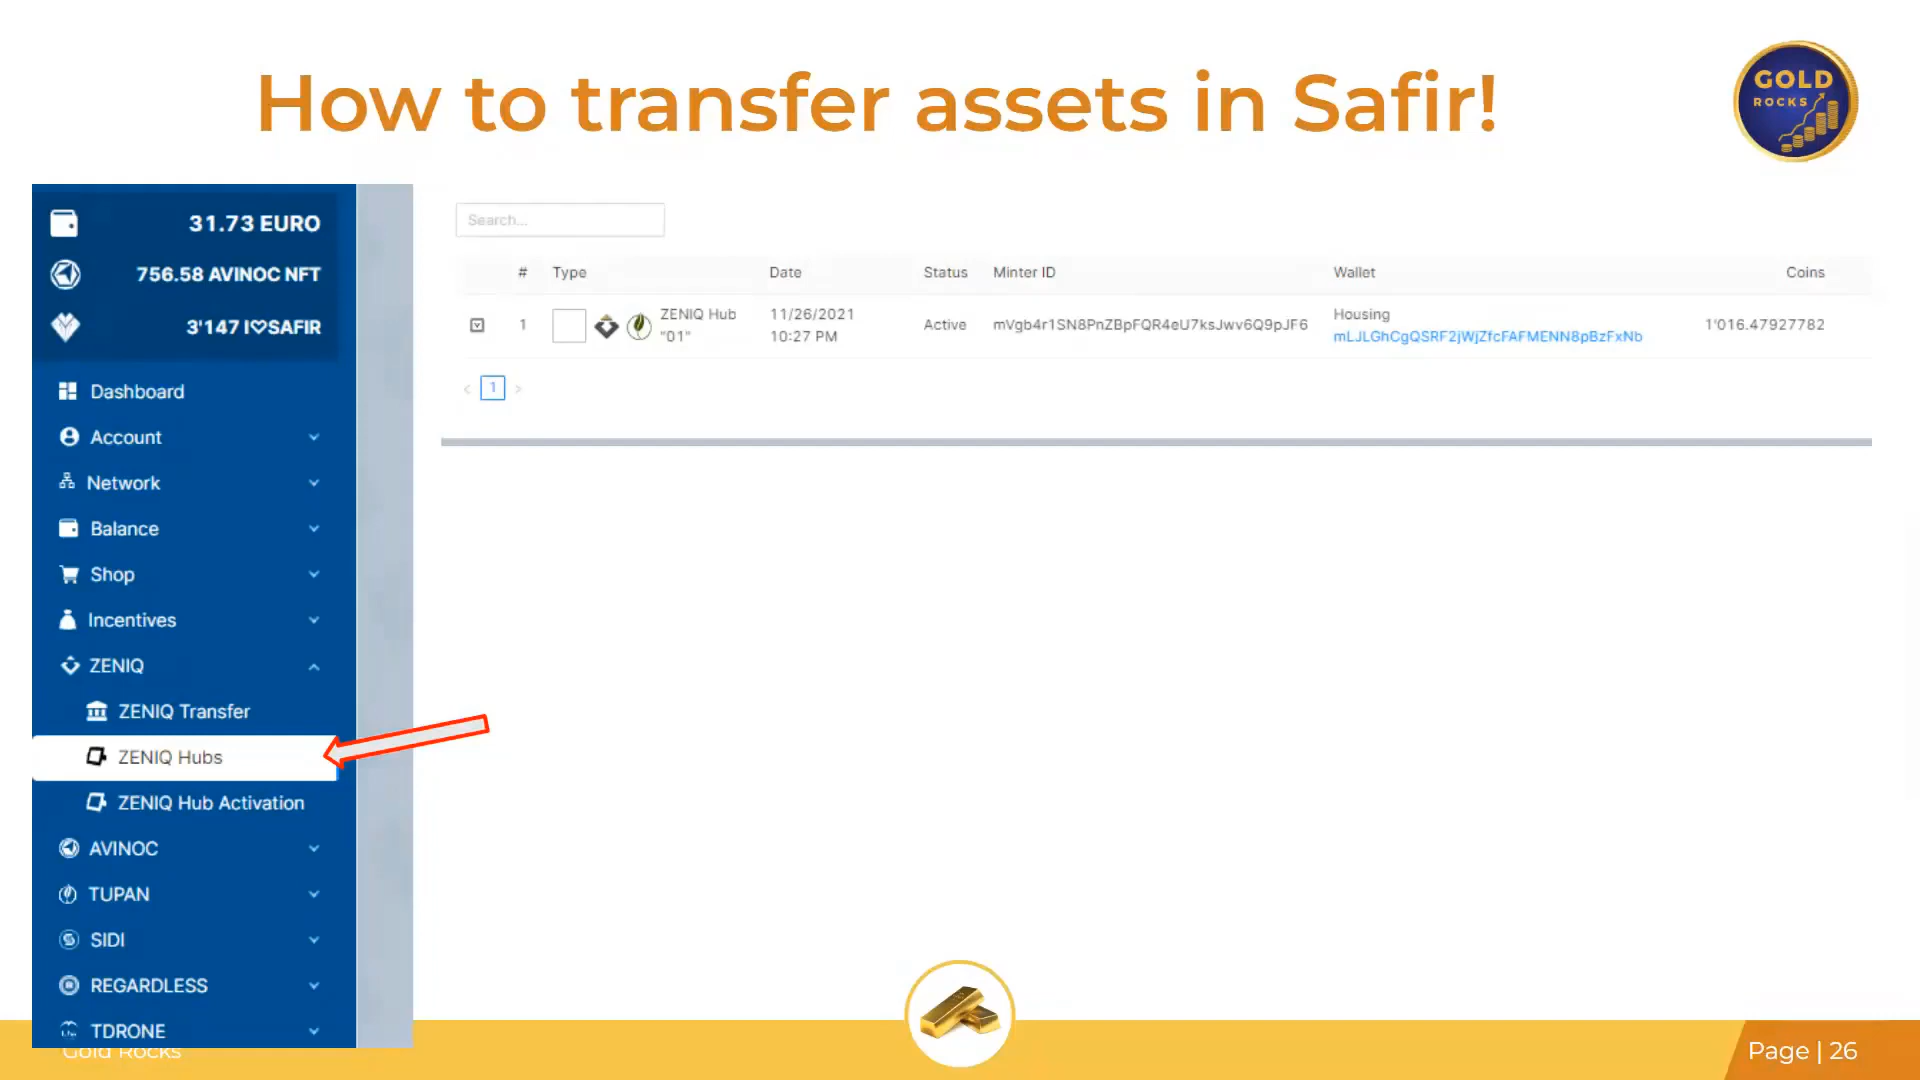 How to transfer assets in Safir!
GOLD
ROCKS
31.73 EURO
756.58 AVINOC NFT
3'147 I♡SAFIR
Dashboard
Account
Network
Balance
Shop
Incentives
ZENIQ
ZENIQ Transfer
ZENIQ Hubs
ZENIQ Hub Activation
AVINOC
TUPAN
SIDI
REGARDLESS
TDRONE
Search...
# Type Date Status Minter ID Wallet Coins
1 ZENIQ Hub "01" 11/26/2021 10:27 PM Active mVgb4r1SN8PnZBpFQR4eU7ksJwv6Q9pJF6 Housing mLJLGhCgQSRF2jWjZfcFAFMENN8pBzFxNb 1'016.47927782
< 1 >
Gold Rocks
Page | 26